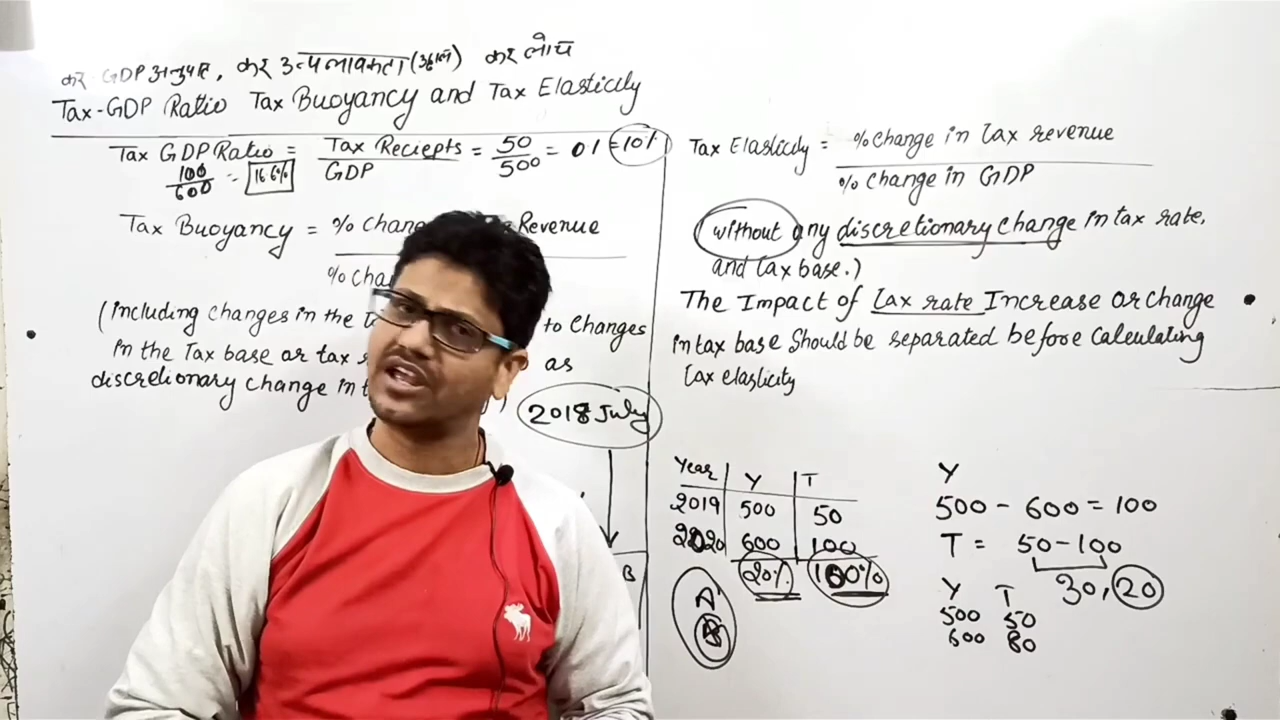 कर GDP अनुपात, कर उत्पलावकता (उछाल) कर लोच
Tax-GDP Ratio Tax Buoyancy and Tax Elasticity
Tax GDP Ratio = Tax Reciepts / GDP = 50 / 500 = 01 = 10%
100 / 600 = 16.6%
Tax Buoyancy = % Chan Revenue
% Cha
(Including changes in the to Changes
in the Tax base or tax as
discretionary change in
2018 July
B
Tax Elasticity = % change in Tax revenue
% Change in GDP
without any discretionary change in tax rate,
and tax base.)
The Impact of Tax rate Increase or change
in tax base Should be separated before calculating
tax elasticity
Year Y T
2019 500 50
2020 600 100
20% 100%
A
Y
500 - 600 = 100
T = 50-100
30, 20
Y T
500 50
600 80